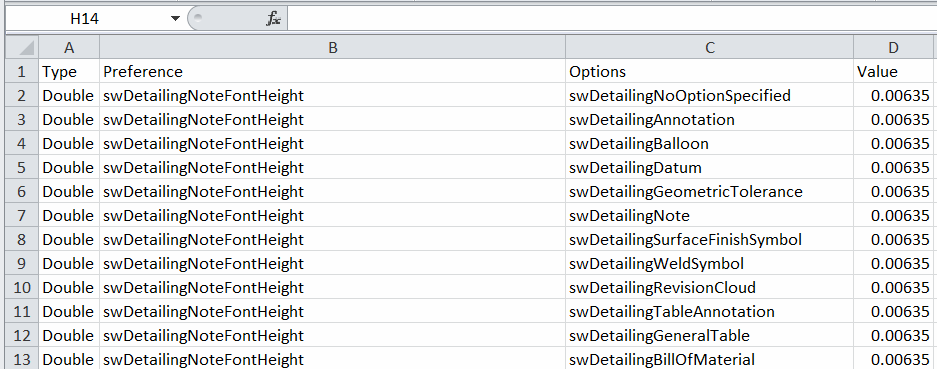 H14 fx
A B C D
1 Type Preference Options Value
2 Double swDetailingNoteFontHeight swDetailingNoOptionSpecified 0.00635
3 Double swDetailingNoteFontHeight swDetailingAnnotation 0.00635
4 Double swDetailingNoteFontHeight swDetailingBalloon 0.00635
5 Double swDetailingNoteFontHeight swDetailingDatum 0.00635
6 Double swDetailingNoteFontHeight swDetailingGeometricTolerance 0.00635
7 Double swDetailingNoteFontHeight swDetailingNote 0.00635
8 Double swDetailingNoteFontHeight swDetailingSurfaceFinishSymbol 0.00635
9 Double swDetailingNoteFontHeight swDetailingWeldSymbol 0.00635
10 Double swDetailingNoteFontHeight swDetailingRevisionCloud 0.00635
11 Double swDetailingNoteFontHeight swDetailingTableAnnotation 0.00635
12 Double swDetailingNoteFontHeight swDetailingGeneralTable 0.00635
13 Double swDetailingNoteFontHeight swDetailingBillOfMaterial 0.00635